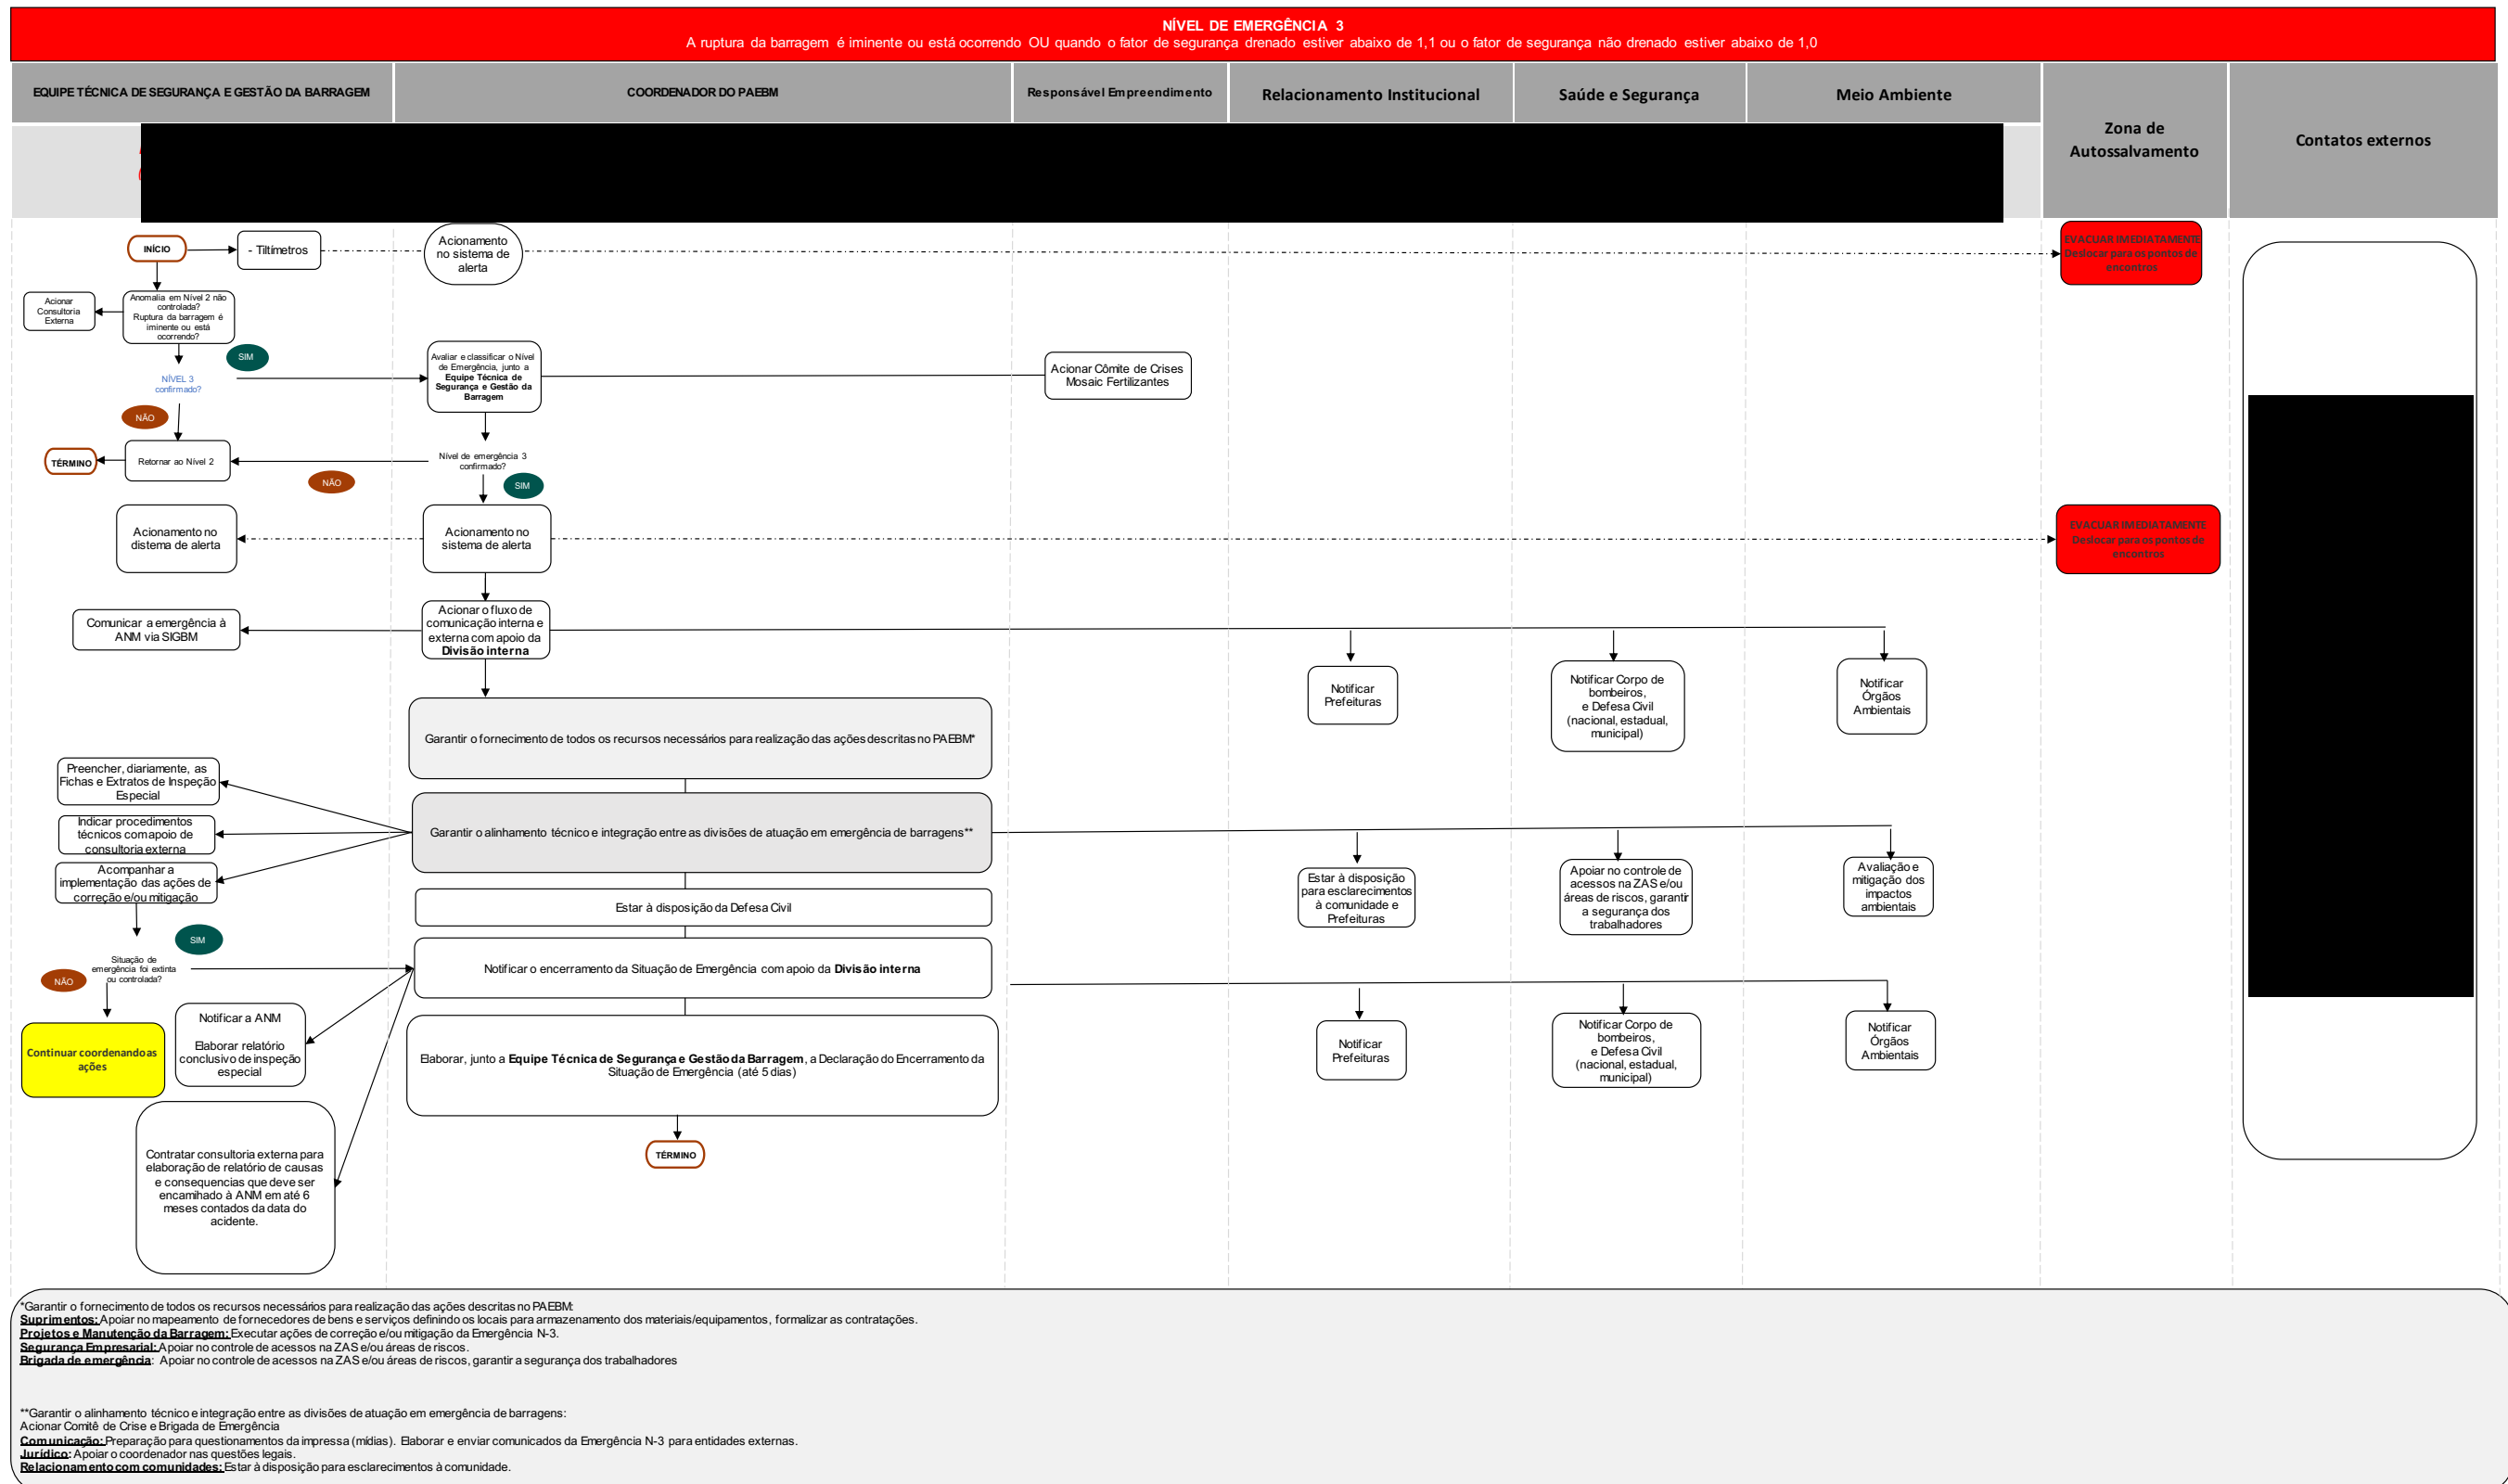 NÍVEL DE EMERGÊNCIA 3
A ruptura da barragem é iminente ou está ocorrendo OU quando o fator de segurança drenado estiver abaixo de 1,1 ou o fator de segurança não drenado estiver abaixo de 1,0
EQUIPE TÉCNICA DE SEGURANÇA E GESTÃO DA BARRAGEM
COORDENADOR DO PAEBM
Responsável Empreendimento
Relacionamento Institucional
Saúde e Segurança
Meio Ambiente
Zona de
Autossalvamento
Contatos externos
INÍCIO
- Tiltímetros
Acionamento
no sistema de
alerta
EVACUAR IMEDIATAMENTE
Deslocar para os pontos de
encontros
Acionar
Consultoria
Externa
Anomalia em Nível 2 não
controlada?
Ruptura da barragem é
iminente ou está
ocorrendo?
SIM
NÍVEL 3
confirmado?
Avaliar e classificar o Nível
de Emergência, junto a
Equipe Técnica de
Segurança e Gestão da
Barragem
Acionar Cômite de Crises
Mosaic Fertilizantes
NÃO
TÉRMINO
Retornar ao Nível 2
NÃO
Nível de emergência 3
confirmado?
SIM
Acionamento no
distema de alerta
Acionamento no
sistema de alerta
EVACUAR IMEDIATAMENTE
Deslocar para os pontos de
encontros
Comunicar a emergência à
ANM via SIGBM
Acionar o fluxo de
comunicação interna e
externa com apoio da
Divisão interna
Notificar
Prefeituras
Notificar Corpo de
bombeiros,
e Defesa Civil
(nacional, estadual,
municipal)
Notificar
Órgãos
Ambientais
Garantir o fornecimento de todos os recursos necessários para realização das ações descritas no PAEBM*
Preencher, diariamente, as
Fichas e Extratos de Inspeção
Especial
Indicar procedimentos
técnicos com apoio de
consultoria externa
Acompanhar a
implementação das ações de
correção e/ou mitigação
Garantir o alinhamento técnico e integração entre as divisões de atuação em emergência de barragens**
Estar à disposição
para esclarecimentos
à comunidade e
Prefeituras
Apoiar no controle de
acessos na ZAS e/ou
áreas de riscos, garantir
a segurança dos
trabalhadores
Avaliação e
mitigação dos
impactos
ambientais
Estar à disposição da Defesa Civil
SIM
Situação de
emergência foi extinta
ou controlada?
NÃO
Notificar o encerramento da Situação de Emergência com apoio da Divisão interna
Continuar coordenando as
ações
Notificar a ANM
Elaborar relatório
conclusivo de inspeção
especial
Elaborar, junto a Equipe Técnica de Segurança e Gestão da Barragem, a Declaração do Encerramento da
Situação de Emergência (até 5 dias)
Notificar
Prefeituras
Notificar Corpo de
bombeiros,
e Defesa Civil
(nacional, estadual,
municipal)
Notificar
Órgãos
Ambientais
Contratar consultoria externa para
elaboração de relatório de causas
e consequencias que deve ser
encamihado à ANM em até 6
meses contados da data do
acidente.
TÉRMINO
*Garantir o fornecimento de todos os recursos necessários para realização das ações descritas no PAEBM:
Suprimentos: Apoiar no mapeamento de fornecedores de bens e serviços definindo os locais para armazenamento dos materiais/equipamentos, formalizar as contratações.
Projetos e Manutenção da Barragem: Executar ações de correção e/ou mitigação da Emergência N-3.
Segurança Empresarial: Apoiar no controle de acessos na ZAS e/ou áreas de riscos.
Brigada de emergência: Apoiar no controle de acessos na ZAS e/ou áreas de riscos, garantir a segurança dos trabalhadores
**Garantir o alinhamento técnico e integração entre as divisões de atuação em emergência de barragens:
Acionar Comitê de Crise e Brigada de Emergência
Comunicação: Preparação para questionamentos da impressa (mídias). Elaborar e enviar comunicados da Emergência N-3 para entidades externas.
Jurídico: Apoiar o coordenador nas questões legais.
Relacionamento com comunidades: Estar à disposição para esclarecimentos à comunidade.